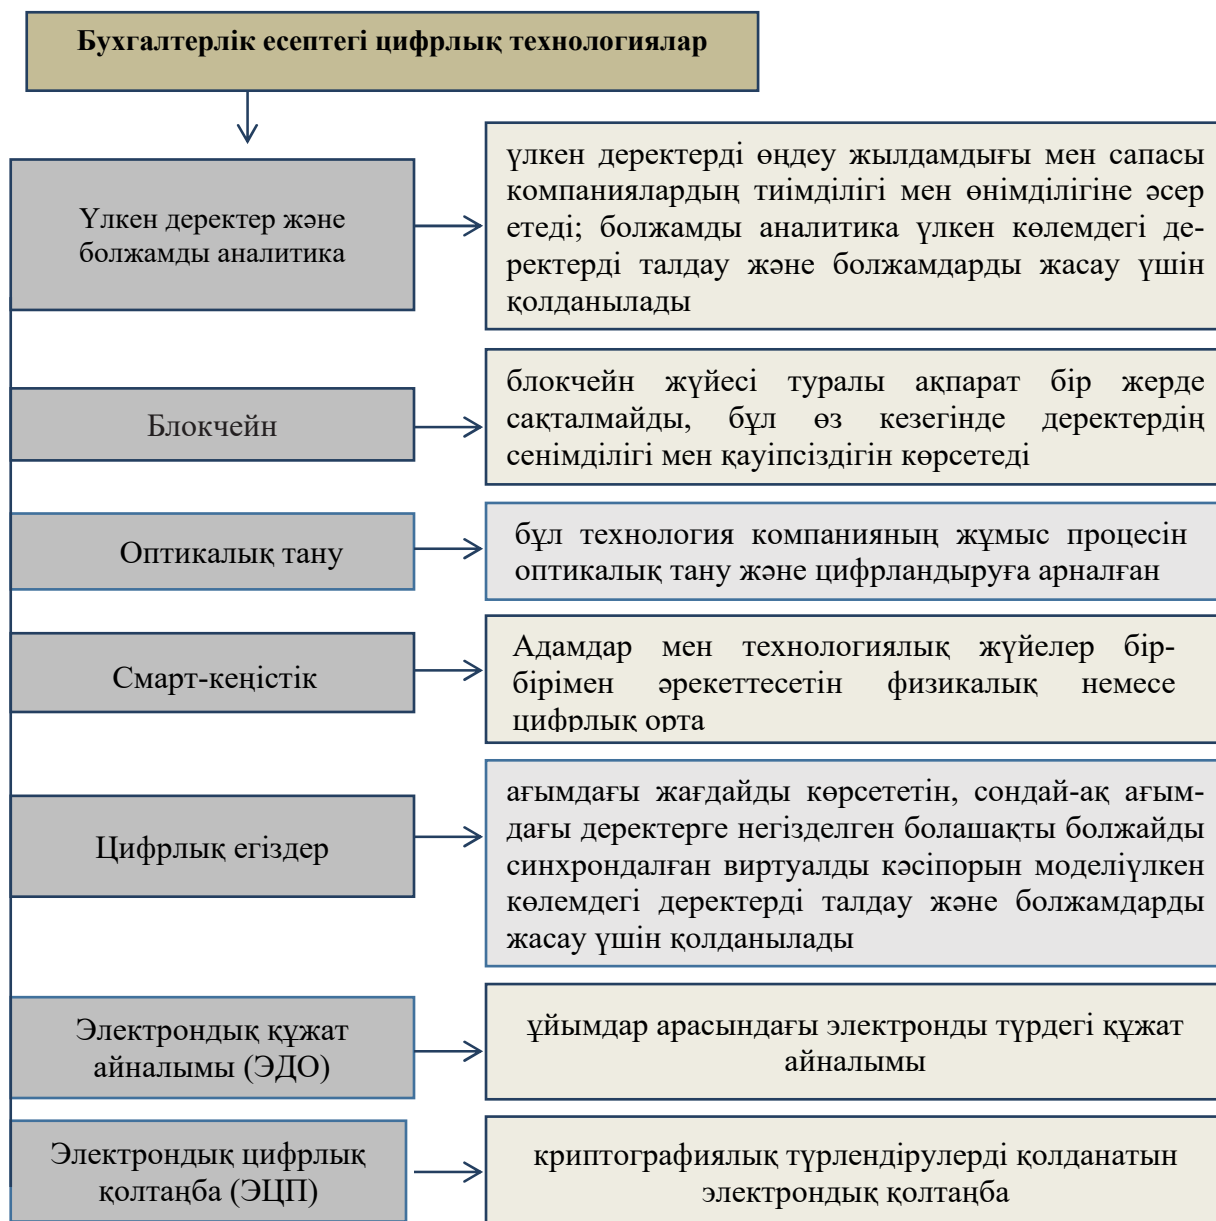 Бухгалтерлік есептегі цифрлық технологиялар
Үлкен деректер және
болжамды аналитика
үлкен деректерді өңдеу жылдамдығы мен сапасы
компаниялардың тиімділігі мен өнімділігіне әсер
етеді; болжамды аналитика үлкен көлемдегі де-
ректерді талдау және болжамдарды жасау үшін
қолданылады
Блокчейн
блокчейн жүйесі туралы ақпарат бір жерде
сақталмайды, бұл өз кезегінде деректердің
сенімділігі мен қауіпсіздігін көрсетеді
Оптикалық тану
бұл технология компанияның жұмыс процесін
оптикалық тану және цифрландыруға арналған
Смарт-кеңістік
Адамдар мен технологиялық жүйелер бір-
бірімен әрекеттесетін физикалық немесе
цифрлық орта
Цифрлық егіздер
ағымдағы жағдайды көрсететін, сондай-ақ ағым-
дағы деректерге негізделген болашақты болжайды
синхрондалған виртуалды кәсіпорын моделіүлкен
көлемдегі деректерді талдау және болжамдарды
жасау үшін қолданылады
Электрондық құжат
айналымы (ЭДО)
ұйымдар арасындағы электронды түрдегі құжат
айналымы
Электрондық цифрлық
қолтаңба (ЭЦП)
криптографиялық түрлендірулерді қолданатын
электрондық қолтаңба